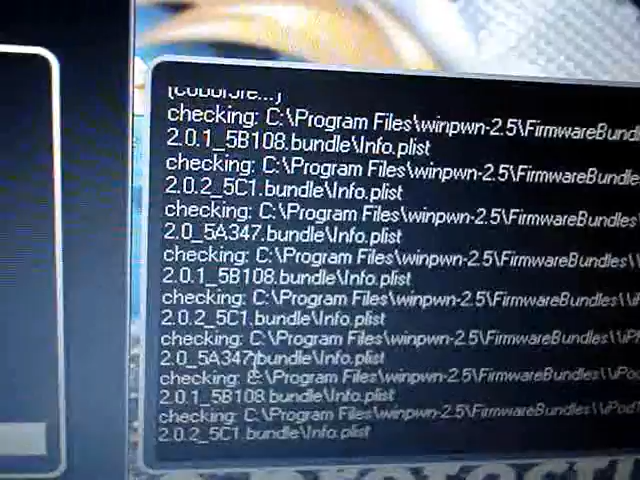 checking: C:\Program Files\winpwn-2.5\FirmwareBund
2.0.1_5B108.bundle\Info.plist
checking: C:\Program Files\winpwn-2.5\FirmwareBundle
2.0.2_5C1.bundle\Info.plist
checking: C:\Program Files\winpwn-2.5\FirmwareBundles
2.0_5A347.bundle\Info.plist
checking: C:\Program Files\winpwn-2.5\FirmwareBundles\
2.0.1_5B108.bundle\Info.plist
checking: C:\Program Files\winpwn-2.5\FirmwareBundles\
2.0.2_5C1.bundle\Info.plist
checking: C:\Program Files\winpwn-2.5\FirmwareBundles\iP
2.0_5A347.bundle\Info.plist
checking: C:\Program Files\winpwn-2.5\FirmwareBundles\iPod
2.0.1_5B108.bundle\Info.plist
checking: C:\Program Files\winpwn-2.5\FirmwareBundles\iPodT
2.0.2_5C1.bundle\Info.plist